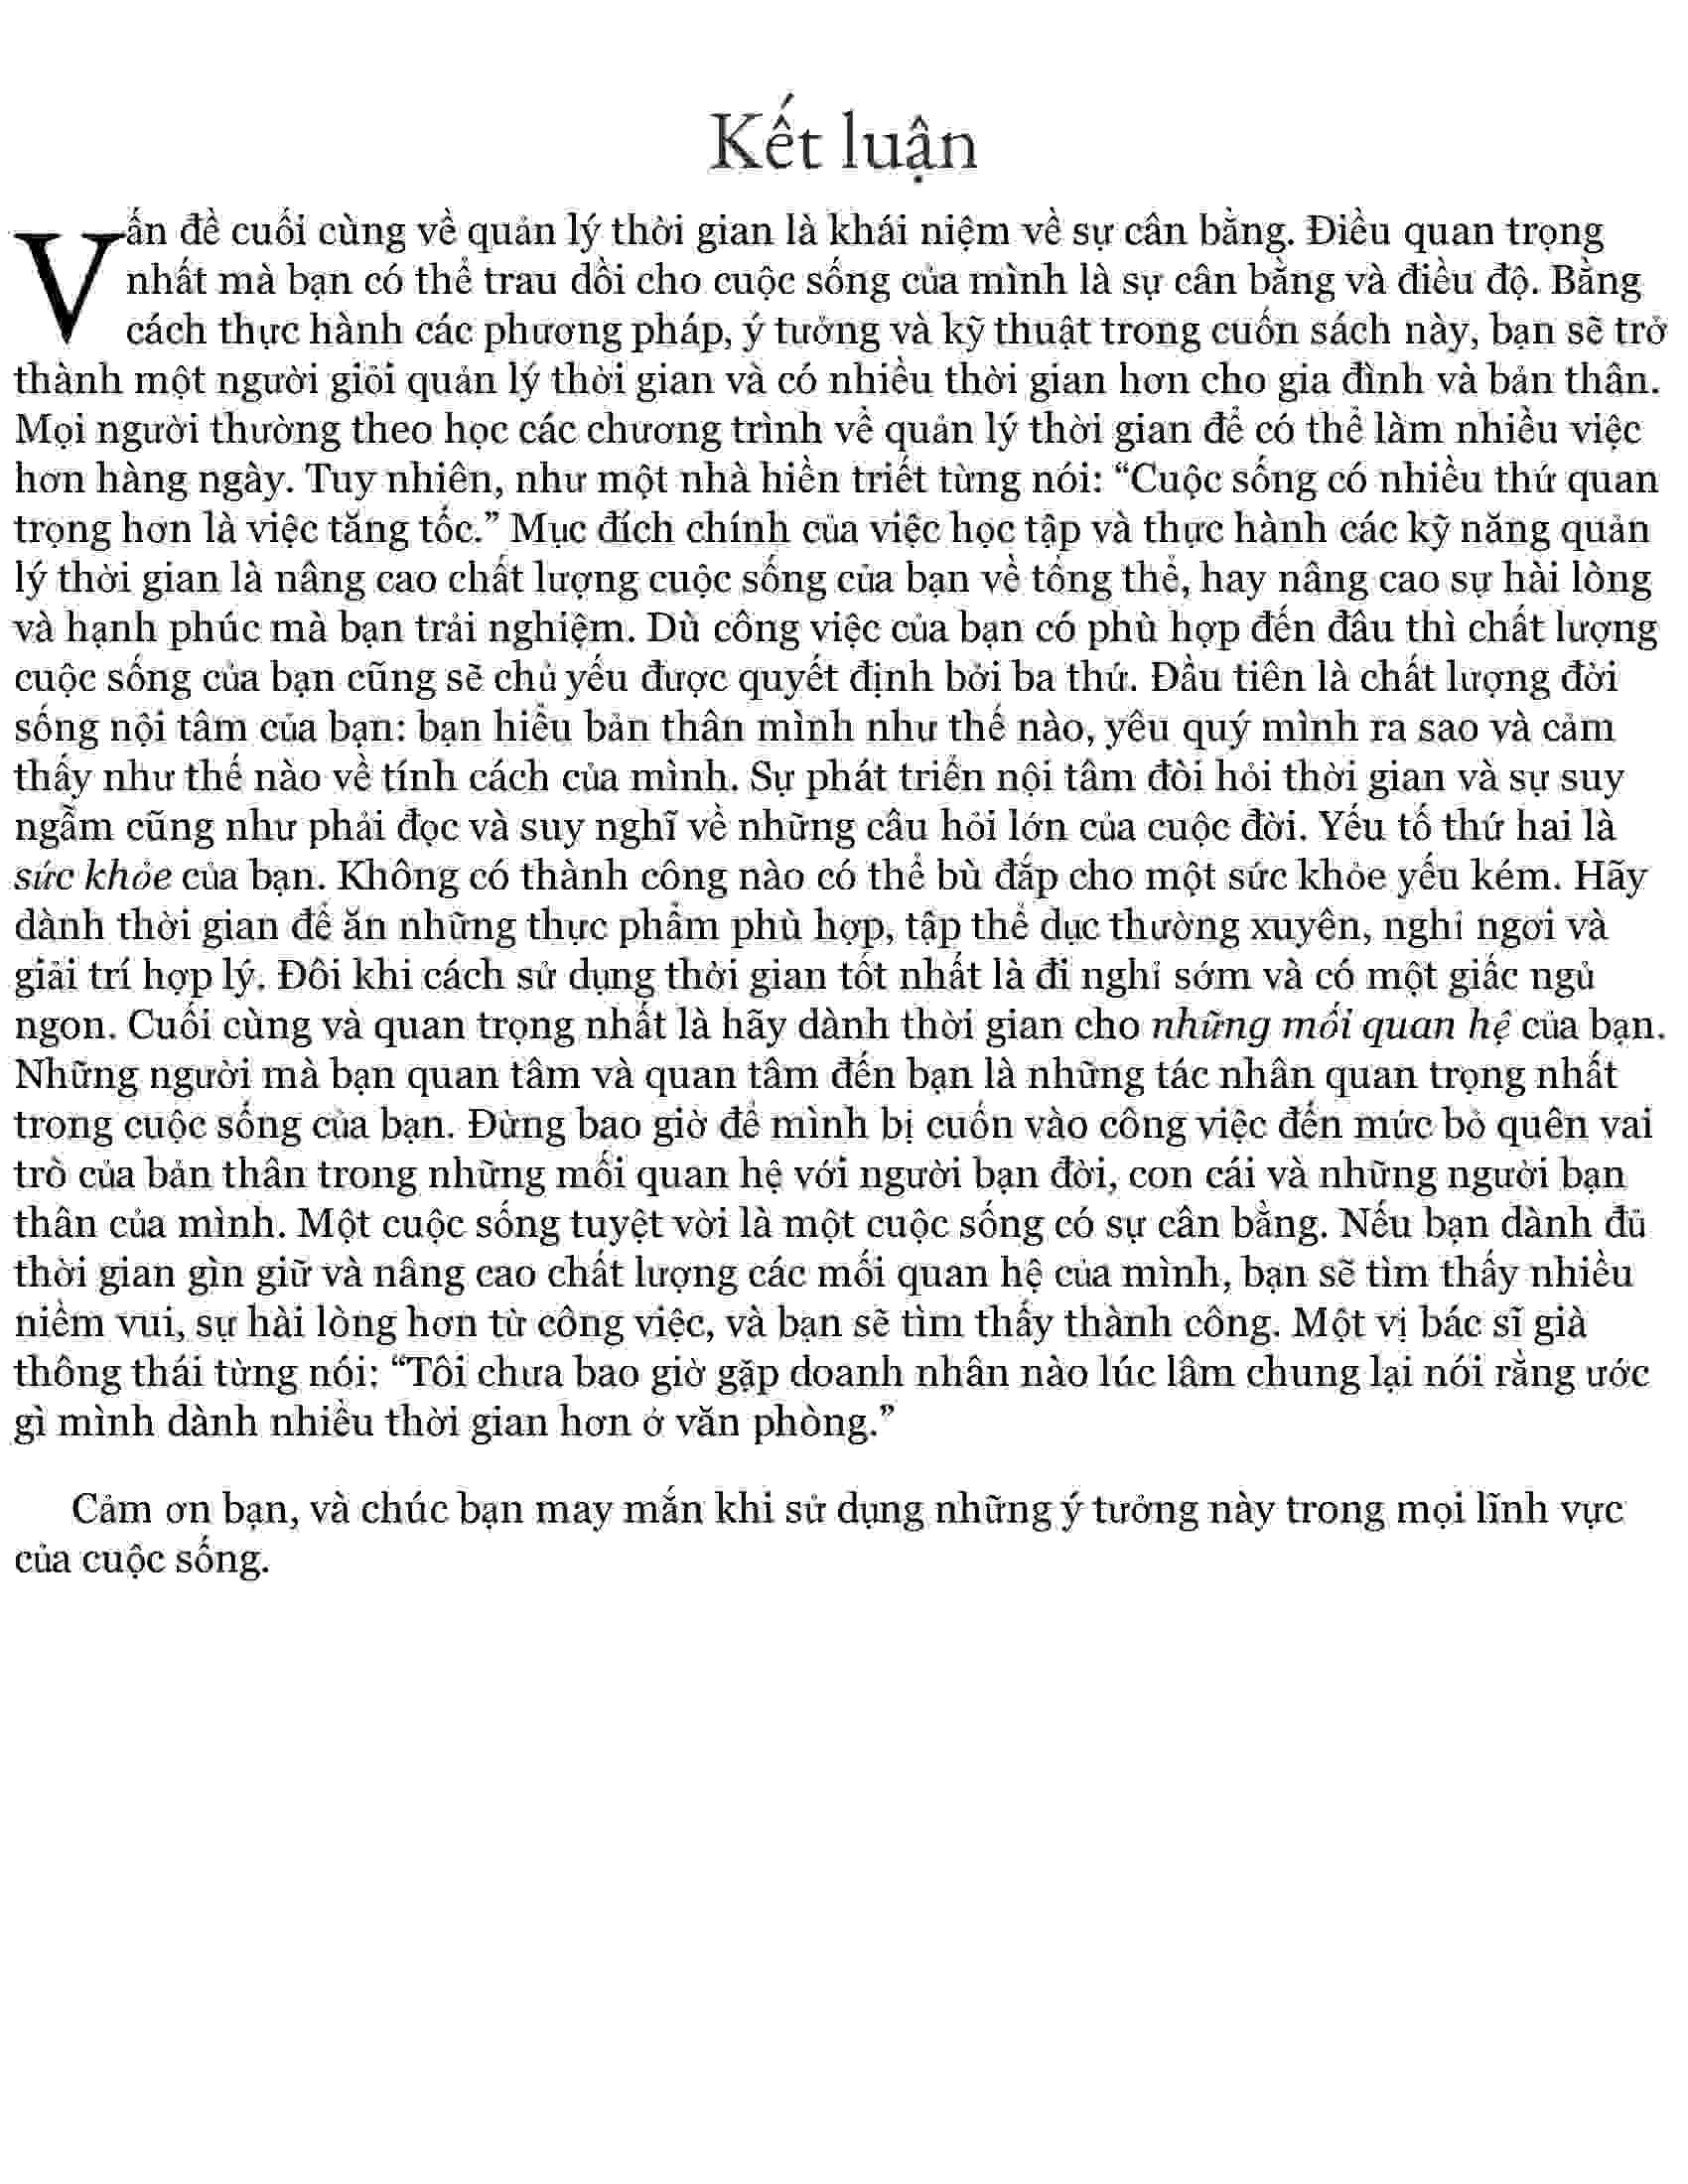 Kết luận
Vấn đề cuối cùng về quản lý thời gian là khái niệm về sự cân bằng. Điều quan trọng
nhất mà bạn có thể trau dồi cho cuộc sống của mình là sự cân bằng và điều độ. Bằng
cách thực hành các phương pháp, ý tưởng và kỹ thuật trong cuốn sách này, bạn sẽ trở
thành một người giỏi quản lý thời gian và có nhiều thời gian hơn cho gia đình và bản thân.
Mọi người thường theo học các chương trình về quản lý thời gian để có thể làm nhiều việc
hơn hàng ngày. Tuy nhiên, như một nhà hiền triết từng nói: “Cuộc sống có nhiều thứ quan
trọng hơn là việc tăng tốc.” Mục đích chính của việc học tập và thực hành các kỹ năng quản
lý thời gian là nâng cao chất lượng cuộc sống của bạn về tổng thể, hay nâng cao sự hài lòng
và hạnh phúc mà bạn trải nghiệm. Dù công việc của bạn có phù hợp đến đâu thì chất lượng
cuộc sống của bạn cũng sẽ chủ yếu được quyết định bởi ba thứ. Đầu tiên là chất lượng đời
sống nội tâm của bạn: bạn hiểu bản thân mình như thế nào, yêu quý mình ra sao và cảm
thấy như thế nào về tính cách của mình. Sự phát triển nội tâm đòi hỏi thời gian và sự suy
ngẫm cũng như phải đọc và suy nghĩ về những câu hỏi lớn của cuộc đời. Yếu tố thứ hai là
sức khỏe của bạn. Không có thành công nào có thể bù đắp cho một sức khỏe yếu kém. Hãy
dành thời gian để ăn những thực phẩm phù hợp, tập thể dục thường xuyên, nghỉ ngơi và
giải trí hợp lý. Đôi khi cách sử dụng thời gian tốt nhất là đi nghỉ sớm và có một giấc ngủ
ngon. Cuối cùng và quan trọng nhất là hãy dành thời gian cho những mối quan hệ của bạn.
Những người mà bạn quan tâm và quan tâm đến bạn là những tác nhân quan trọng nhất
trong cuộc sống của bạn. Đừng bao giờ để mình bị cuốn vào công việc đến mức bỏ quên vai
trò của bản thân trong những mối quan hệ với người bạn đời, con cái và những người bạn
thân của mình. Một cuộc sống tuyệt vời là một cuộc sống có sự cân bằng. Nếu bạn dành đủ
thời gian gìn giữ và nâng cao chất lượng các mối quan hệ của mình, bạn sẽ tìm thấy nhiều
niềm vui, sự hài lòng hơn từ công việc, và bạn sẽ tìm thấy thành công. Một vị bác sĩ già
thông thái từng nói: “Tôi chưa bao giờ gặp doanh nhân nào lúc lâm chung lại nói rằng ước
gì mình dành nhiều thời gian hơn ở văn phòng.”
Cảm ơn bạn, và chúc bạn may mắn khi sử dụng những ý tưởng này trong mọi lĩnh vực
của cuộc sống.